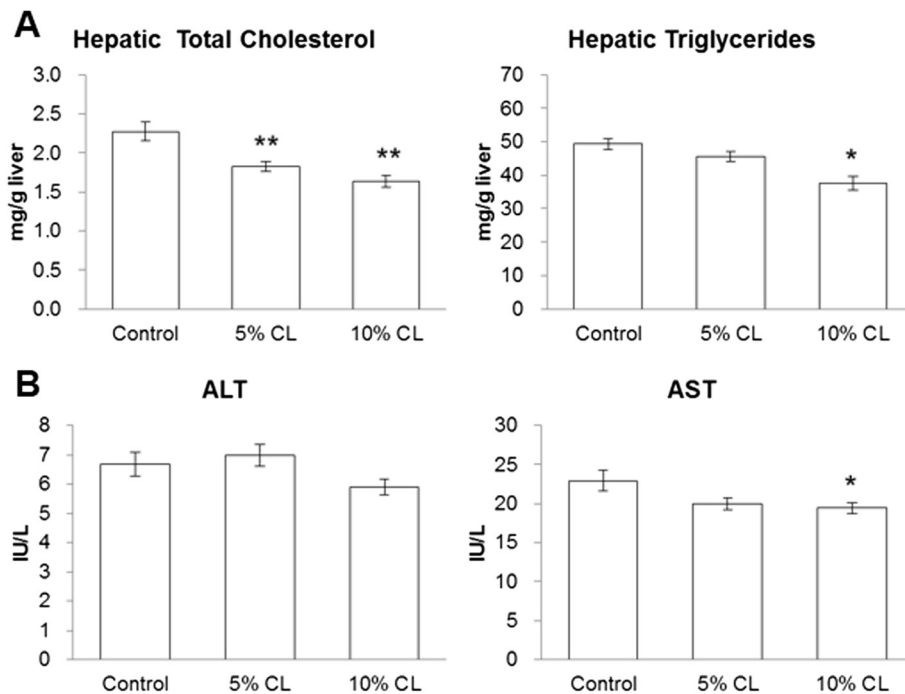 A
Hepatic Total Cholesterol
mg/g liver
3.0
2.5
2.0
1.5
1.0
0.5
0.0
**
**
Control 5% CL 10% CL
Hepatic Triglycerides
mg/g liver
70
60
50
40
30
20
10
0
*
Control 5% CL 10% CL
B
ALT
IU/L
8
7
6
5
4
3
2
1
0
Control 5% CL 10% CL
AST
IU/L
30
25
20
15
10
5
0
*
Control 5% CL 10% CL